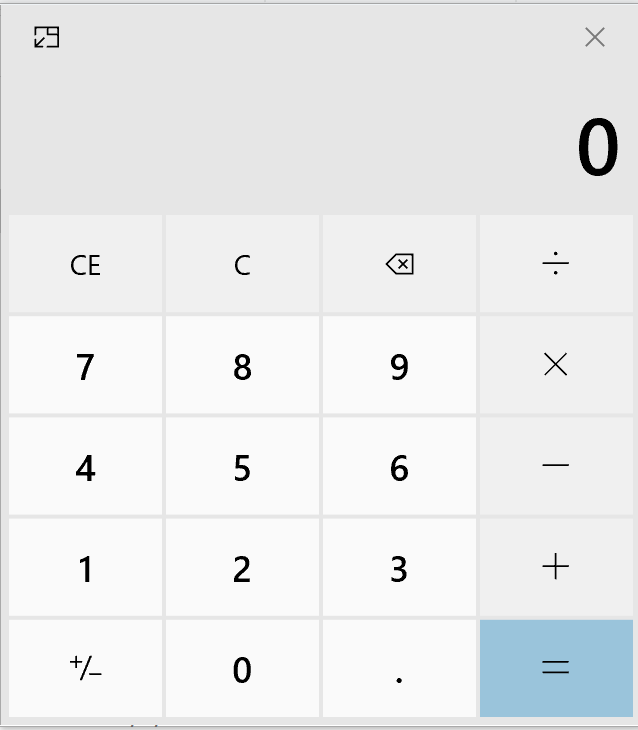 0
CE C ÷
7 8 9 ×
4 5 6 −
1 2 3 +
+/− 0 . =